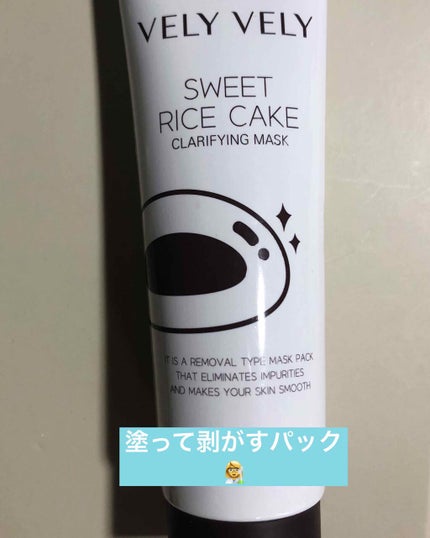 VELY VELY
SWEET
RICE CAKE
CLARIFYING MASK
IT IS A REMOVAL TYPE MASK PACK
THAT ELIMINATES IMPURITIES
AND MAKES YOUR SKIN SMOOTH
塗って剥がすパック